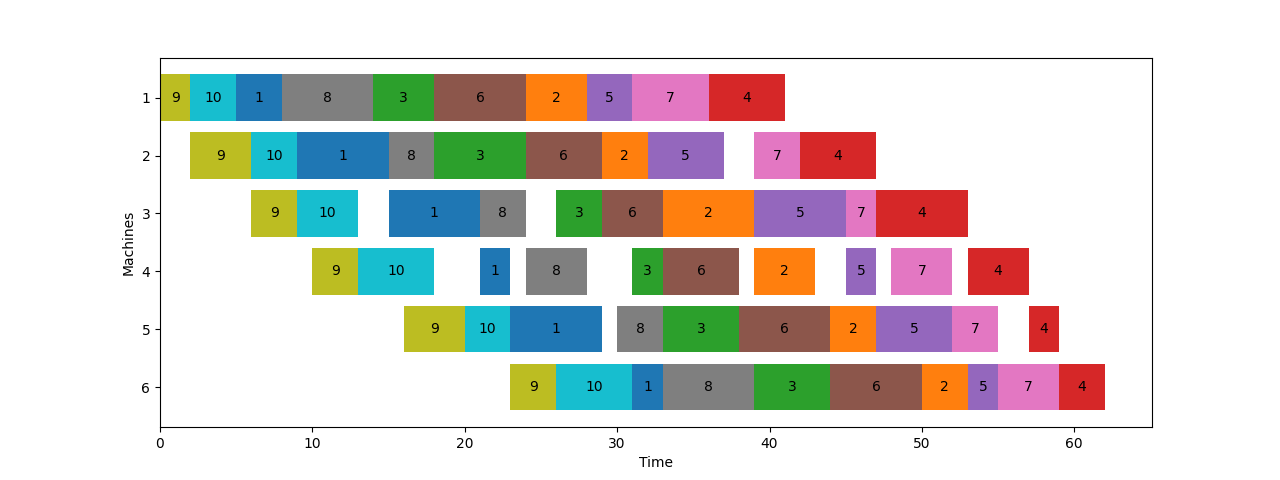 1 9 10 1 8 3 6 2 5 7 4
2 9 10 1 8 3 6 2 5 7 4
3 9 10 1 8 3 6 2 5 7 4
4 9 10 1 8 3 6 2 5 7 4
5 9 10 1 8 3 6 2 5 7 4
6 9 10 1 8 3 6 2 5 7 4
Machines
0 10 20 30 40 50 60
Time